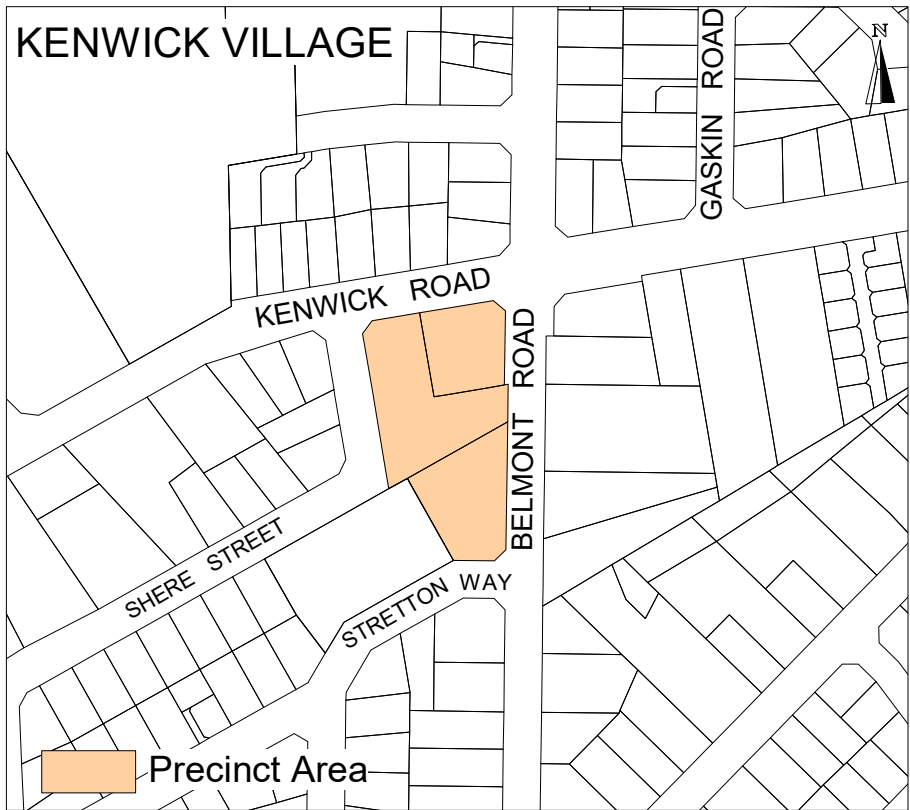 KENWICK VILLAGE
N
GASKIN ROAD
KENWICK ROAD
BELMONT ROAD
SHERE STREET
STRETTON WAY
Precinct Area